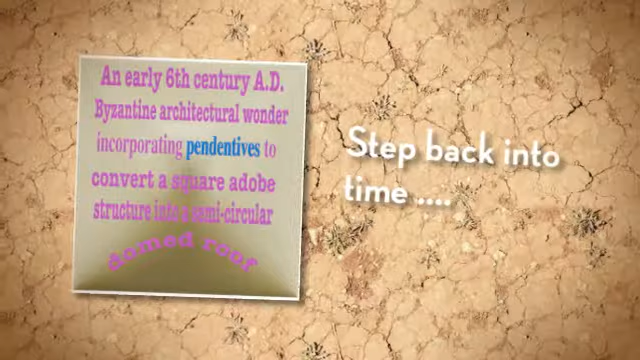 An early 6th century A.D.
Byzantine architectural wonder
incorporating pendentives to
convert a square adobe
structure into a semi-circular
domed roof
Step back into
time ....